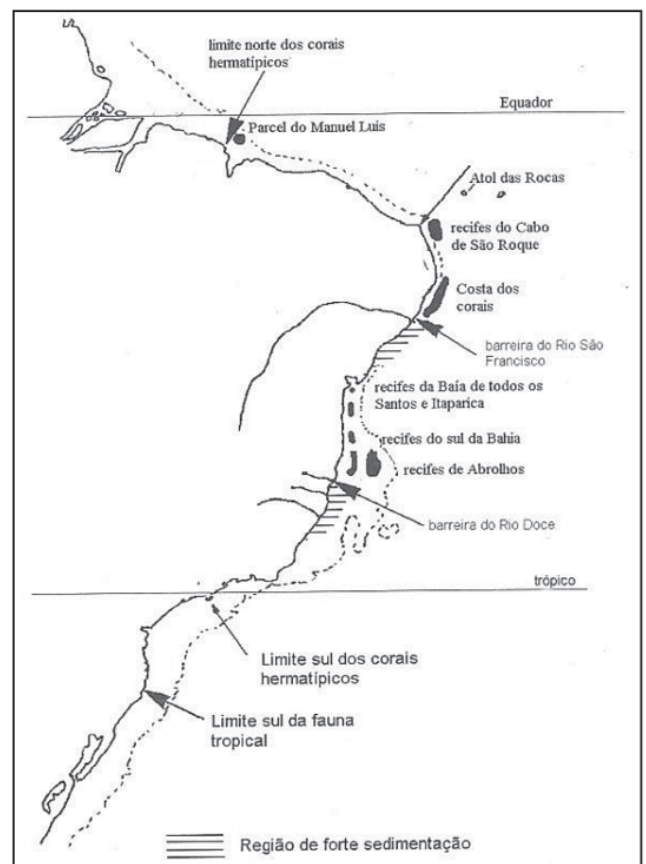 limite norte dos corais
hermatípicos
Equador
Parcel do Manuel Luis
Atol das Rocas
recifes do Cabo
de São Roque
Costa dos
corais
barreira do Rio São
Francisco
recifes da Baía de todos os
Santos e Itaparica
recifes do sul da Bahia
recifes de Abrolhos
barreira do Rio Doce
trópico
Limite sul dos corais
hermatípicos
Limite sul da fauna
tropical
Região de forte sedimentação